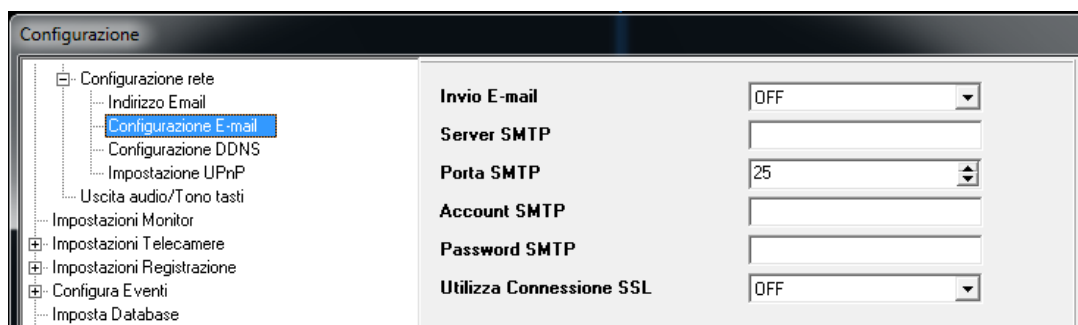 Configurazione
Configurazione rete
Indirizzo Email
Configurazione E-mail
Configurazione DDNS
Impostazione UPnP
Uscita audio/Tono tasti
Impostazioni Monitor
Impostazioni Telecamere
Impostazioni Registrazione
Configura Eventi
Imposta Database
Invio E-mail OFF
Server SMTP
Porta SMTP 25
Account SMTP
Password SMTP
Utilizza Connessione SSL OFF